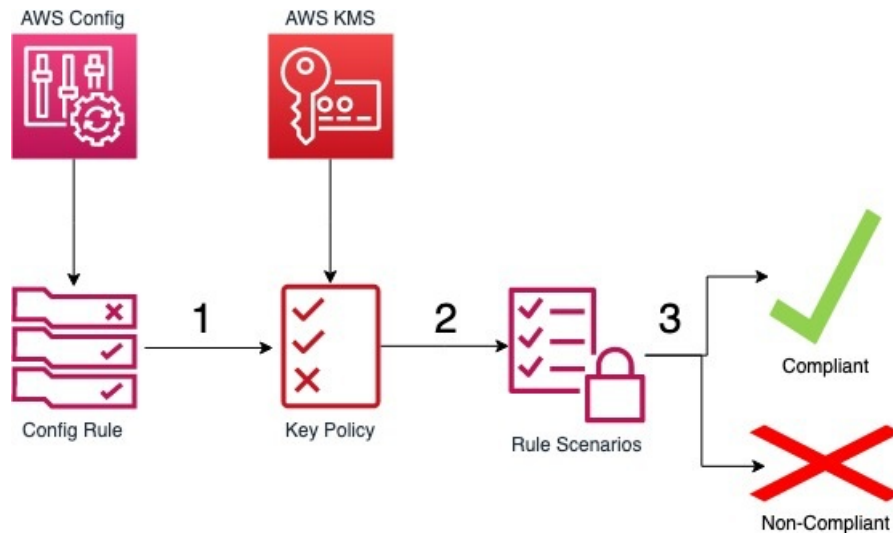 AWS Config
AWS KMS
1
2
3
Config Rule
Key Policy
Rule Scenarios
Compliant
Non-Compliant